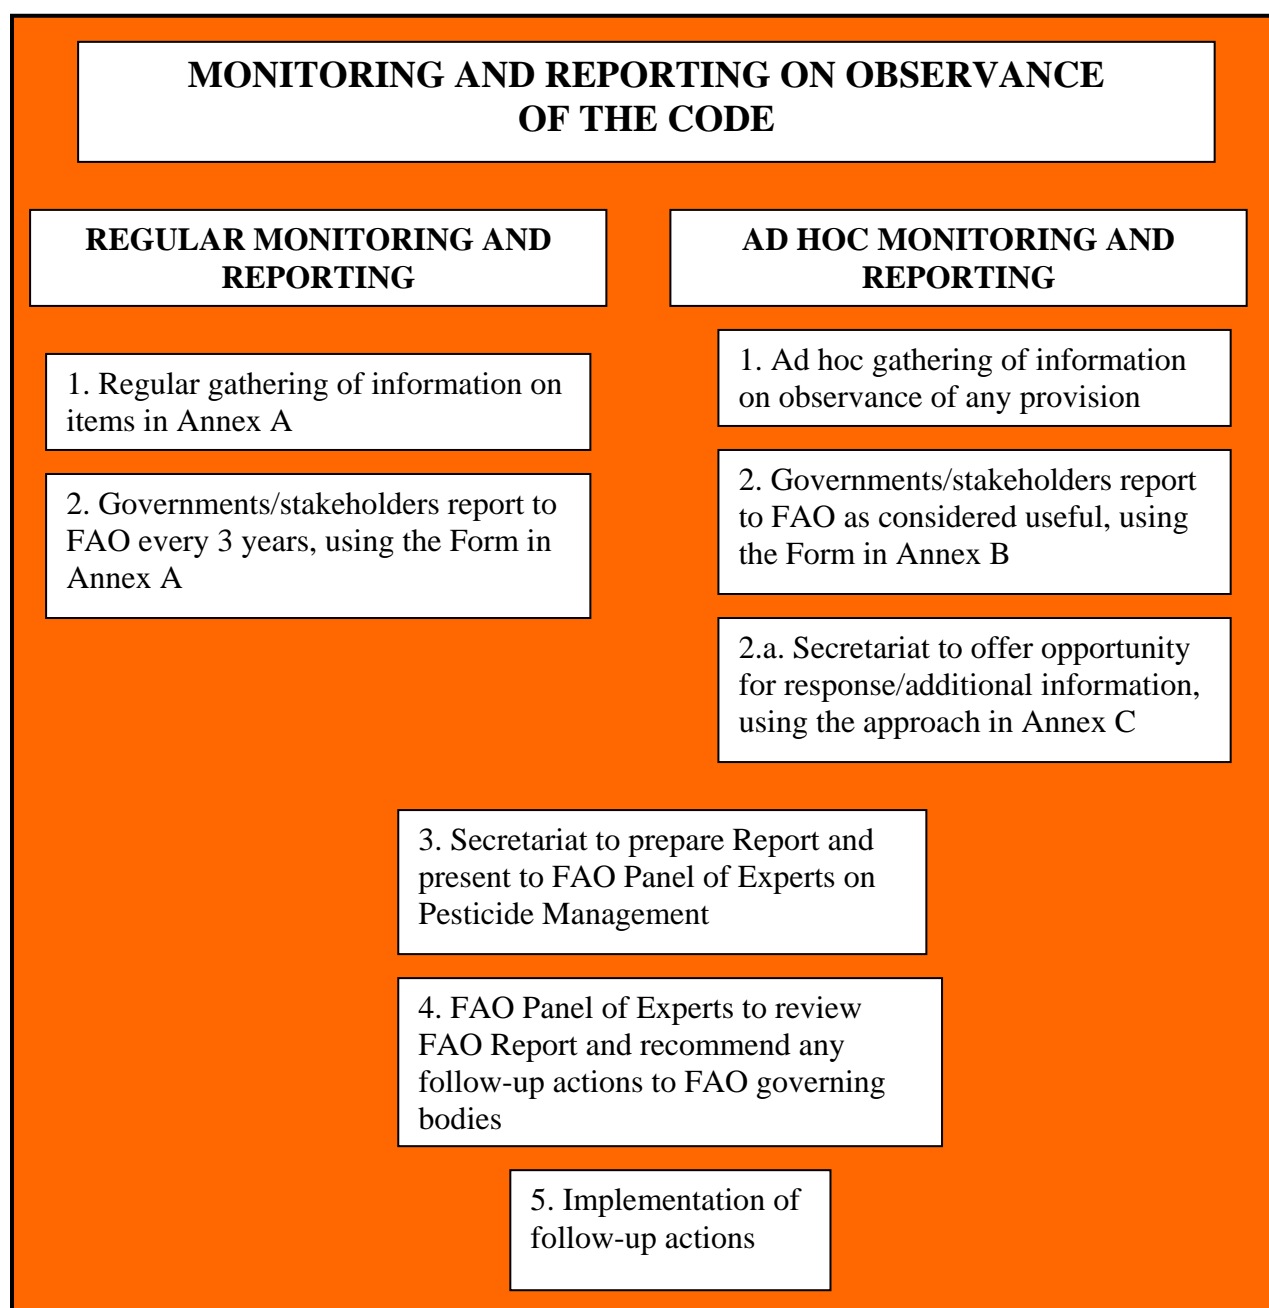 MONITORING AND REPORTING ON OBSERVANCE
OF THE CODE
REGULAR MONITORING AND
REPORTING
1. Regular gathering of information on
items in Annex A
2. Governments/stakeholders report to
FAO every 3 years, using the Form in
Annex A
AD HOC MONITORING AND
REPORTING
1. Ad hoc gathering of information
on observance of any provision
2. Governments/stakeholders report
to FAO as considered useful, using
the Form in Annex B
2.a. Secretariat to offer opportunity
for response/additional information,
using the approach in Annex C
3. Secretariat to prepare Report and
present to FAO Panel of Experts on
Pesticide Management
4. FAO Panel of Experts to review
FAO Report and recommend any
follow-up actions to FAO governing
bodies
5. Implementation of
follow-up actions